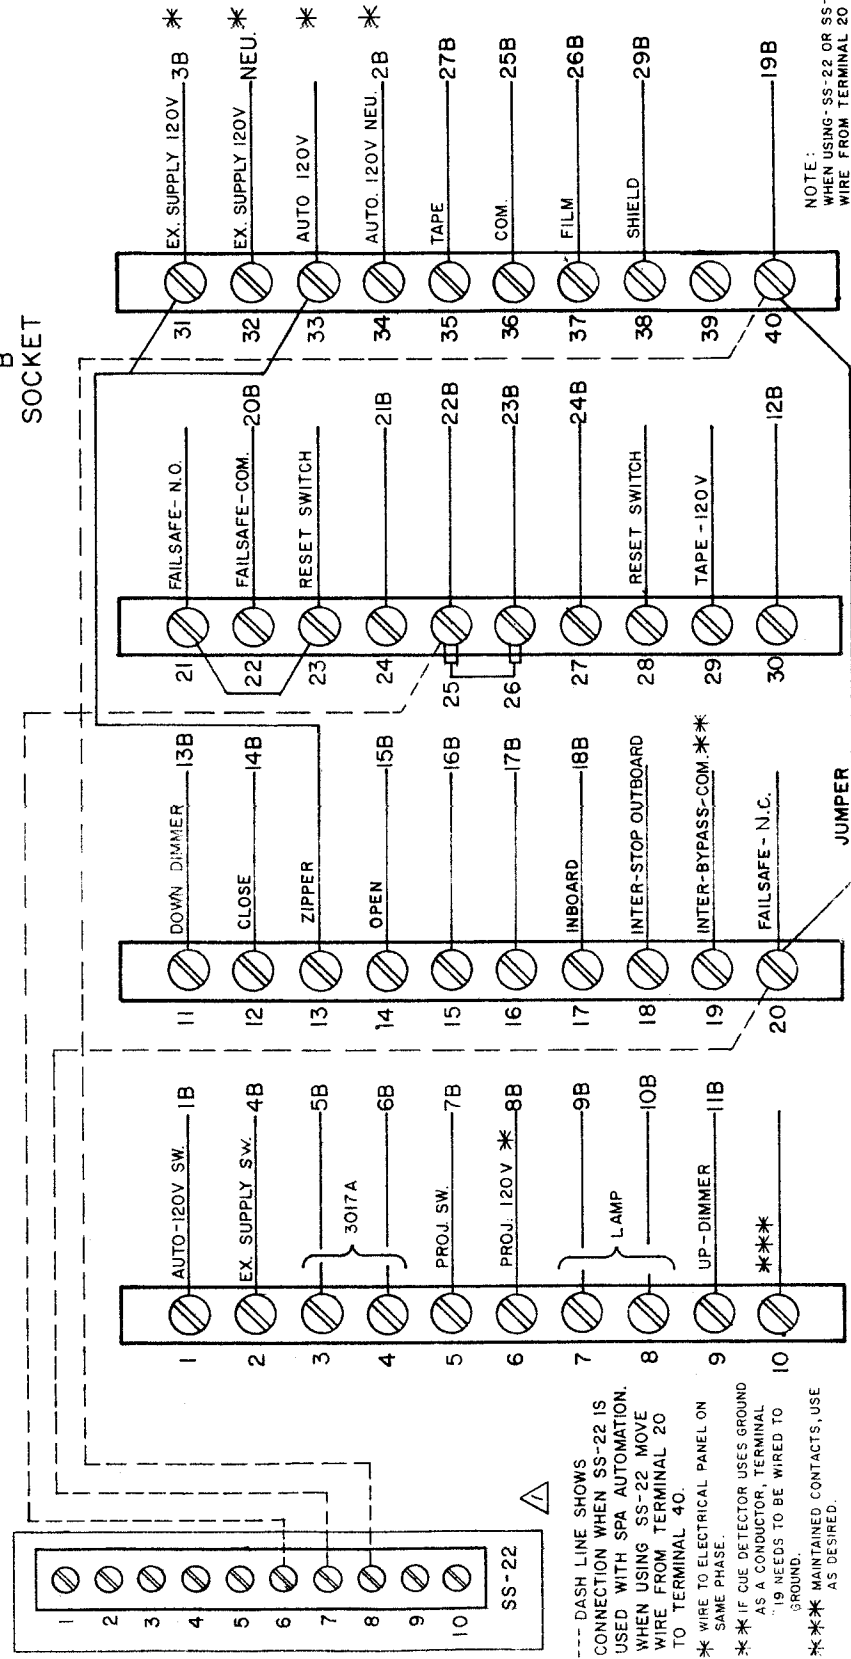 B
SOCKET
31 EX. SUPPLY 120V 3B *
32 EX. SUPPLY 120V NEU. *
33 AUTO 120V *
34 AUTO. 120V NEU. 2B *
35 TAPE 27B
36 COM. 25B
37 FILM 26B
38 SHIELD 29B
39
40 19B
NOTE:
WHEN USING-SS-22 OR SS-
WIRE FROM TERMINAL 20
21 FAILSAFE-N.O.
22 FAILSAFE-COM. 20B
23 RESET SWITCH
24 21B
25 22B
26 23B
27 24B
28 RESET SWITCH
29 TAPE-120V
30 12B
11 DOWN DIMMER 13B
12 CLOSE 14B
13 ZIPPER
14 OPEN 15B
15 16B
16 17B
17 INBOARD 18B
18 INTER-STOP OUTBOARD
19 INTER-BYPASS-COM.**
20 FAILSAFE-N.C.
JUMPER
1 AUTO-120V SW. 1B
2 EX. SUPPLY SW. 4B
3 5B
3017A
4 6B
5 PROJ. SW. 7B
6 PROJ. 120V * 8B
7 9B
LAMP
8 10B
9 UP-DIMMER 11B
10 ***
1
2
3
4
5
6
7
8
9
10
SS-22
1
--- DASH LINE SHOWS
CONNECTION WHEN SS-22 IS
USED WITH SPA AUTOMATION.
WHEN USING SS-22 MOVE
WIRE FROM TERMINAL 20
TO TERMINAL 40.
* WIRE TO ELECTRICAL PANEL ON
SAME PHASE.
** IF CUE DETECTOR USES GROUND
AS A CONDUCTOR, TERMINAL
19 NEEDS TO BE WIRED TO
GROUND.
*** MAINTAINED CONTACTS, USE
AS DESIRED.